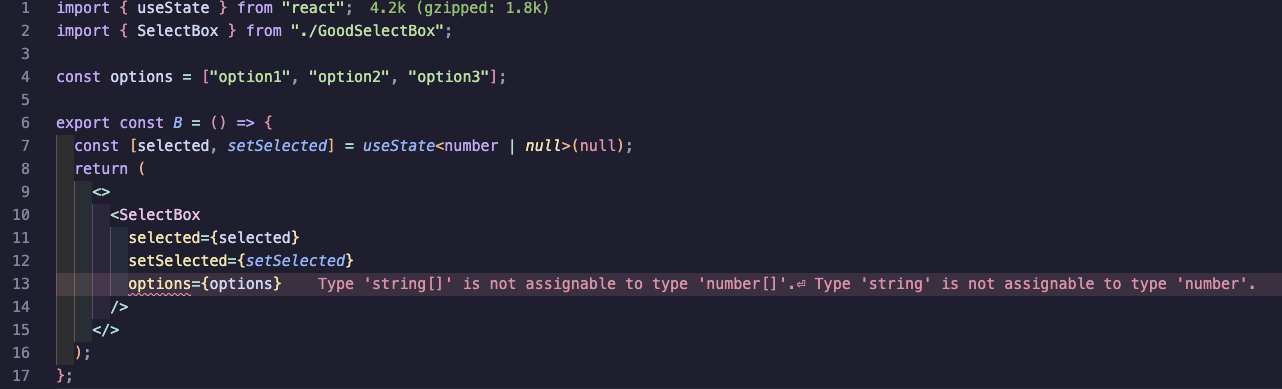 1 import { useState } from "react"; 4.2k (gzipped: 1.8k)
2 import { SelectBox } from "./GoodSelectBox";
3
4 const options = ["option1", "option2", "option3"];
5
6 export const B = () => {
7 const [selected, setSelected] = useState<number | null>(null);
8 return (
9 <>
10 <SelectBox
11 selected={selected}
12 setSelected={setSelected}
13 options={options} Type 'string[]' is not assignable to type 'number[]'.⏎ Type 'string' is not assignable to type 'number'.
14 />
15 </>
16 );
17 };